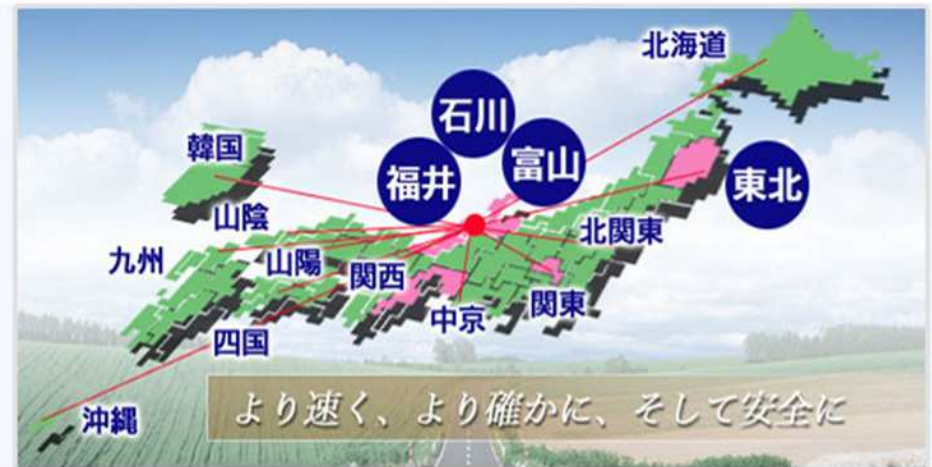 北海道
石川
富山
福井
東北
韓国
山陰
北関東
九州
山陽
関西
関東
中京
四国
沖縄
より速く、より確かに、そして安全に